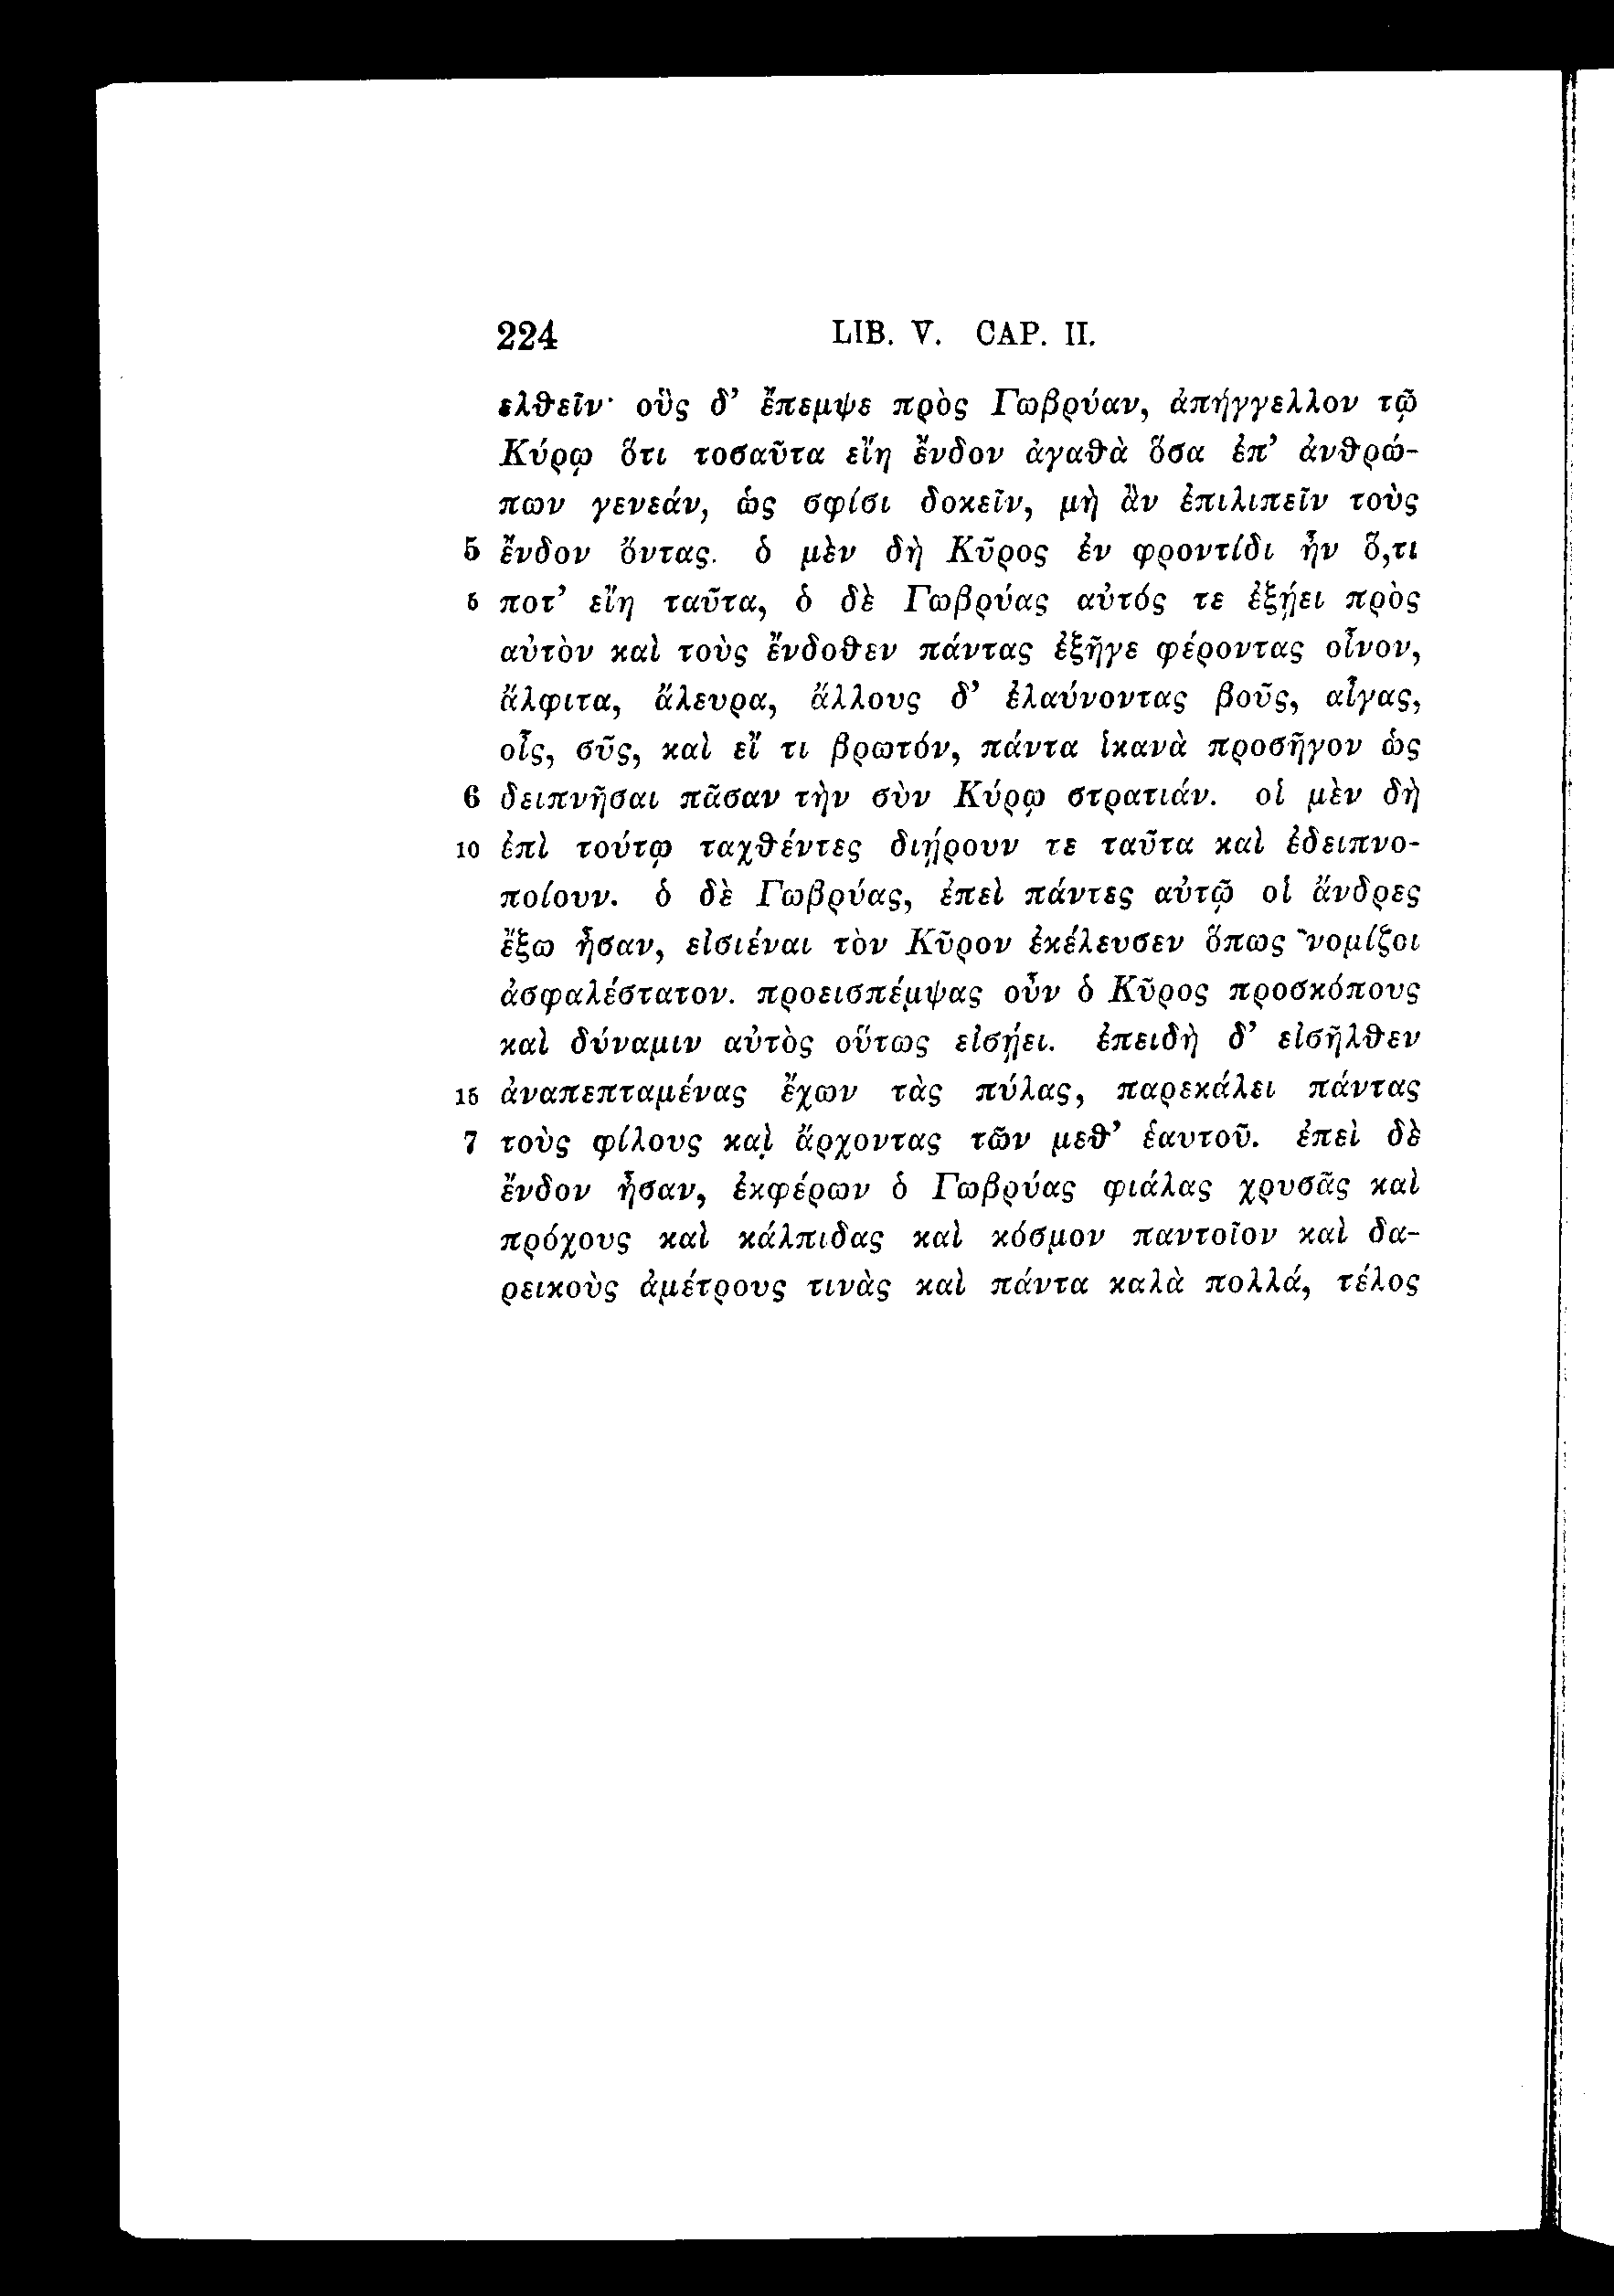 224 LIB. V. CAP. II.
ελθεῖν· οὓς δ’ ἔπεμψε πρὸς Γωβρύαν, ἀπήγγελλον τῷ
Κύρῳ ὅτι τοσαῦτα εἴη ἔνδον ἀγαθὰ ὅσα ἐπ’ ἀνθρώ-
πων γενεάν, ὡς σφίσι δοκεῖν, μὴ ἂν ἐπιλιπεῖν τοὺς
5 ἔνδον ὄντας. ὁ μὲν δὴ Κῦρος ἐν φροντίδι ἦν ὅ,τι
5 ποτ’ εἴη ταῦτα, ὁ δὲ Γωβρύας αὐτός τε ἐξῄει πρὸς
αὐτὸν καὶ τοὺς ἔνδοθεν πάντας ἐξῆγε φέροντας οἶνον,
ἄλφιτα, ἄλευρα, ἄλλους δ’ ἐλαύνοντας βοῦς, αἶγας,
οἶς, σῦς, καὶ εἴ τι βρωτόν, πάντα ἱκανὰ προσῆγον ὡς
6 δειπνῆσαι πᾶσαν τὴν σὺν Κύρῳ στρατιάν. οἱ μὲν δὴ
10 ἐπὶ τούτῳ ταχθέντες διῄρουν τε ταῦτα καὶ ἐδειπνο-
ποίουν. ὁ δὲ Γωβρύας, ἐπεὶ πάντες αὐτῷ οἱ ἄνδρες
ἔξω ἦσαν, εἰσιέναι τὸν Κῦρον ἐκέλευσεν ὅπως νομίζοι
ἀσφαλέστατον. προεισπέμψας οὖν ὁ Κῦρος προσκόπους
καὶ δύναμιν αὐτὸς οὕτως εἰσῄει. ἐπειδὴ δ’ εἰσῆλθεν
15 ἀναπεπταμένας ἔχων τὰς πύλας, παρεκάλει πάντας
7 τοὺς φίλους καὶ ἄρχοντας τῶν μεθ’ ἑαυτοῦ. ἐπεὶ δὲ
ἔνδον ἦσαν, ἐκφέρων ὁ Γωβρύας φιάλας χρυσᾶς καὶ
πρόχους καὶ κάλπιδας καὶ κόσμον παντοῖον καὶ δα-
ρεικοὺς ἀμέτρους τινὰς καὶ πάντα καλὰ πολλά, τέλος